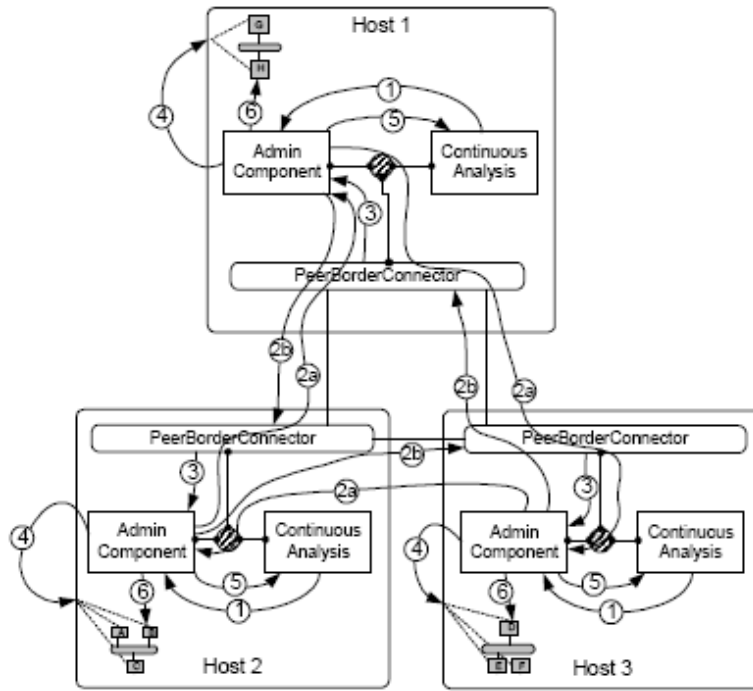 Host 1
G
H
1
4
6
5
Admin
Component
Continuous
Analysis
3
PeerBorderConnector
2b
2a
2b
2a
PeerBorderConnector
PeerBorderConnector
2b
3
3
2a
Admin
Component
Continuous
Analysis
Admin
Component
Continuous
Analysis
4
4
6
5
1
6
5
1
A
B
C
D
E
F
Host 2
Host 3